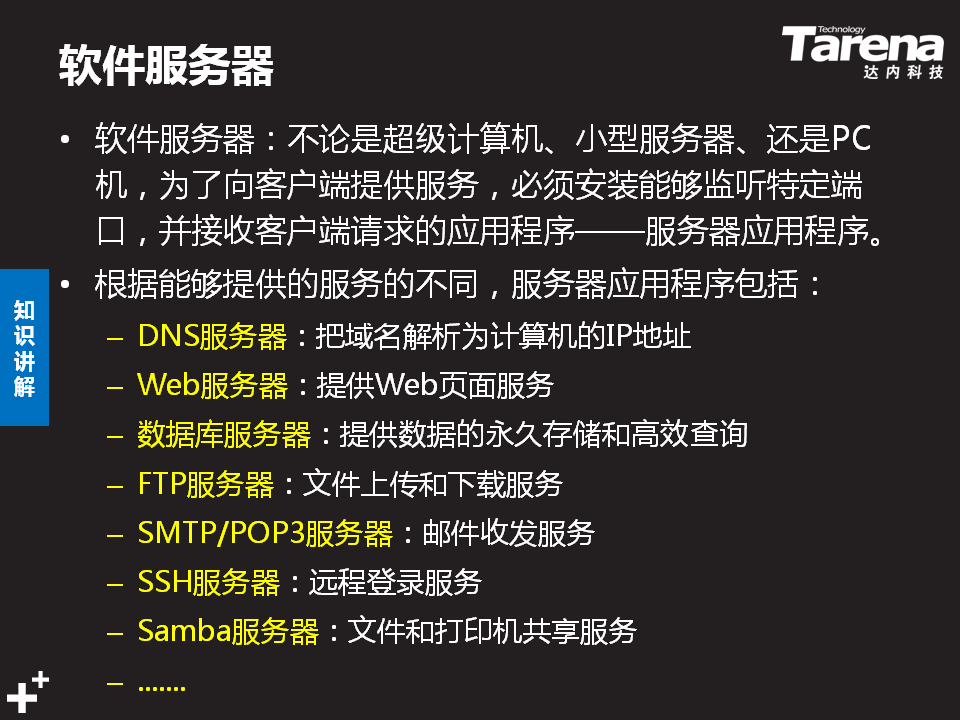 软件服务器
Technology
Tarena
达内科技
• 软件服务器：不论是超级计算机、小型服务器、还是PC
机，为了向客户端提供服务，必须安装能够监听特定端
口，并接收客户端请求的应用程序——服务器应用程序。
• 根据能够提供的服务的不同，服务器应用程序包括：
知识讲解
– DNS服务器：把域名解析为计算机的IP地址
– Web服务器：提供Web页面服务
– 数据库服务器：提供数据的永久存储和高效查询
– FTP服务器：文件上传和下载服务
– SMTP/POP3服务器：邮件收发服务
– SSH服务器：远程登录服务
– Samba服务器：文件和打印机共享服务
– .......